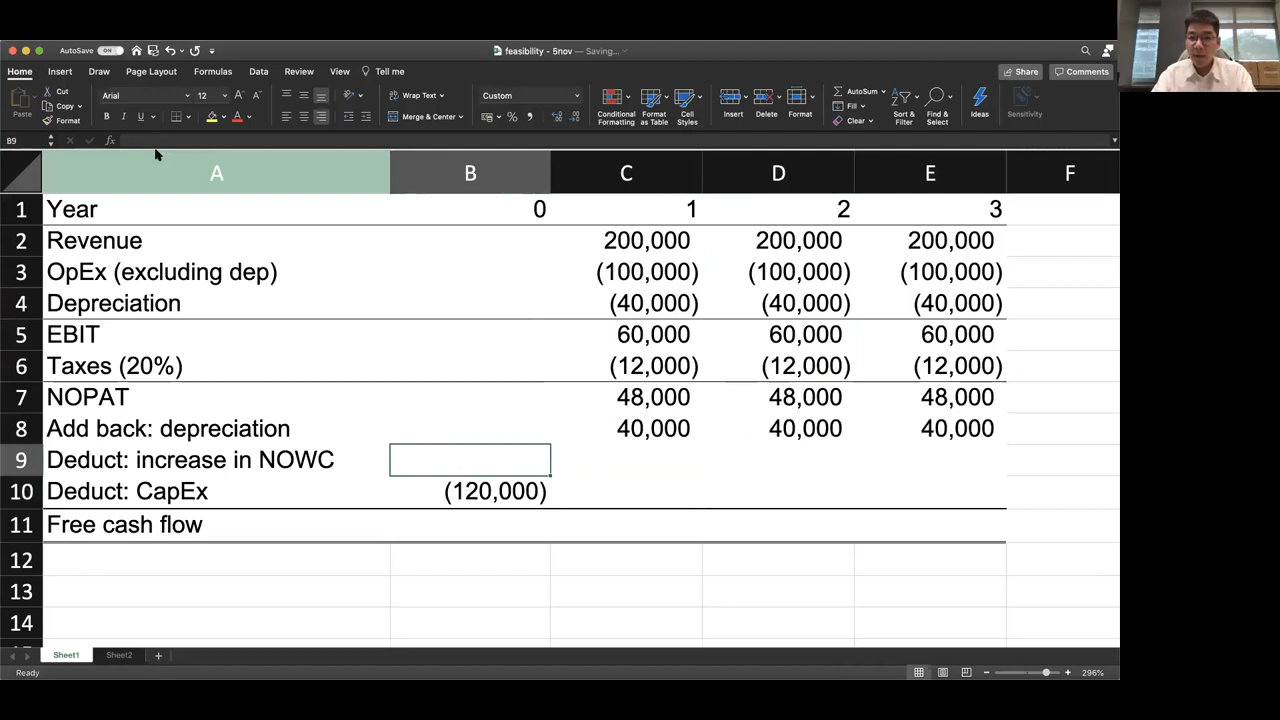 AutoSave ON feasibility - 5nov — Saving...
Home Insert Draw Page Layout Formulas Data Review View Tell me Share Comments
Paste Cut Copy Format
Arial 12 Wrap Text Merge & Center Custom
Conditional Formatting Format as Table Cell Styles Insert Delete Format
AutoSum Fill Clear Sort & Filter Find & Select Ideas Sensitivity
B9 fx
A B C D E F
1 Year 0 1 2 3
2 Revenue 200,000 200,000 200,000
3 OpEx (excluding dep) (100,000) (100,000) (100,000)
4 Depreciation (40,000) (40,000) (40,000)
5 EBIT 60,000 60,000 60,000
6 Taxes (20%) (12,000) (12,000) (12,000)
7 NOPAT 48,000 48,000 48,000
8 Add back: depreciation 40,000 40,000 40,000
9 Deduct: increase in NOWC
10 Deduct: CapEx (120,000)
11 Free cash flow
12
13
14
Sheet1 Sheet2 +
Ready 296%